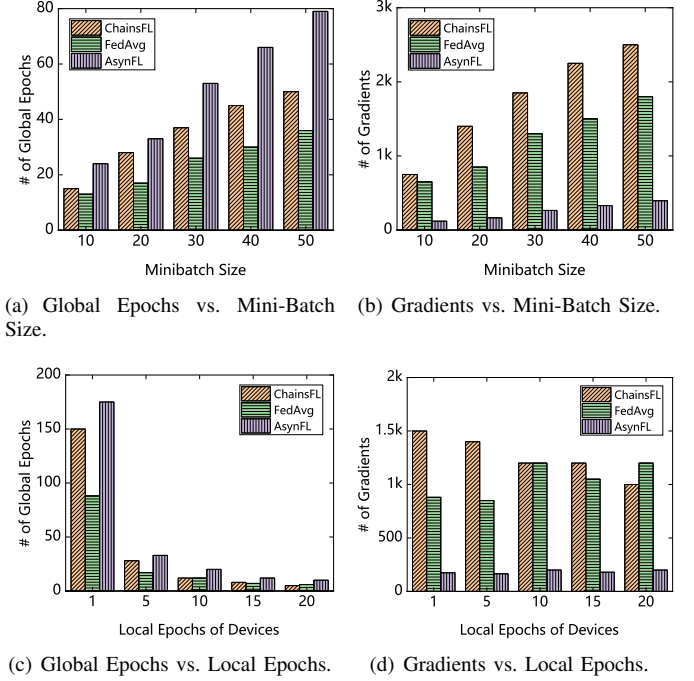 80
60
40
20
0
# of Global Epochs
ChainsFL
FedAvg
AsynFL
10 20 30 40 50
Minibatch Size
3k
2k
1k
0
# of Gradients
ChainsFL
FedAvg
AsynFL
10 20 30 40 50
Minibatch Size
(a) Global Epochs vs. Mini-Batch
Size.
(b) Gradients vs. Mini-Batch Size.
200
150
100
50
0
# of Global Epochs
ChainsFL
FedAvg
AsynFL
1 5 10 15 20
Local Epochs of Devices
2k
1.5k
1k
500
0
# of Gradients
ChainsFL
FedAvg
AsynFL
1 5 10 15 20
Local Epochs of Devices
(c) Global Epochs vs. Local Epochs.
(d) Gradients vs. Local Epochs.